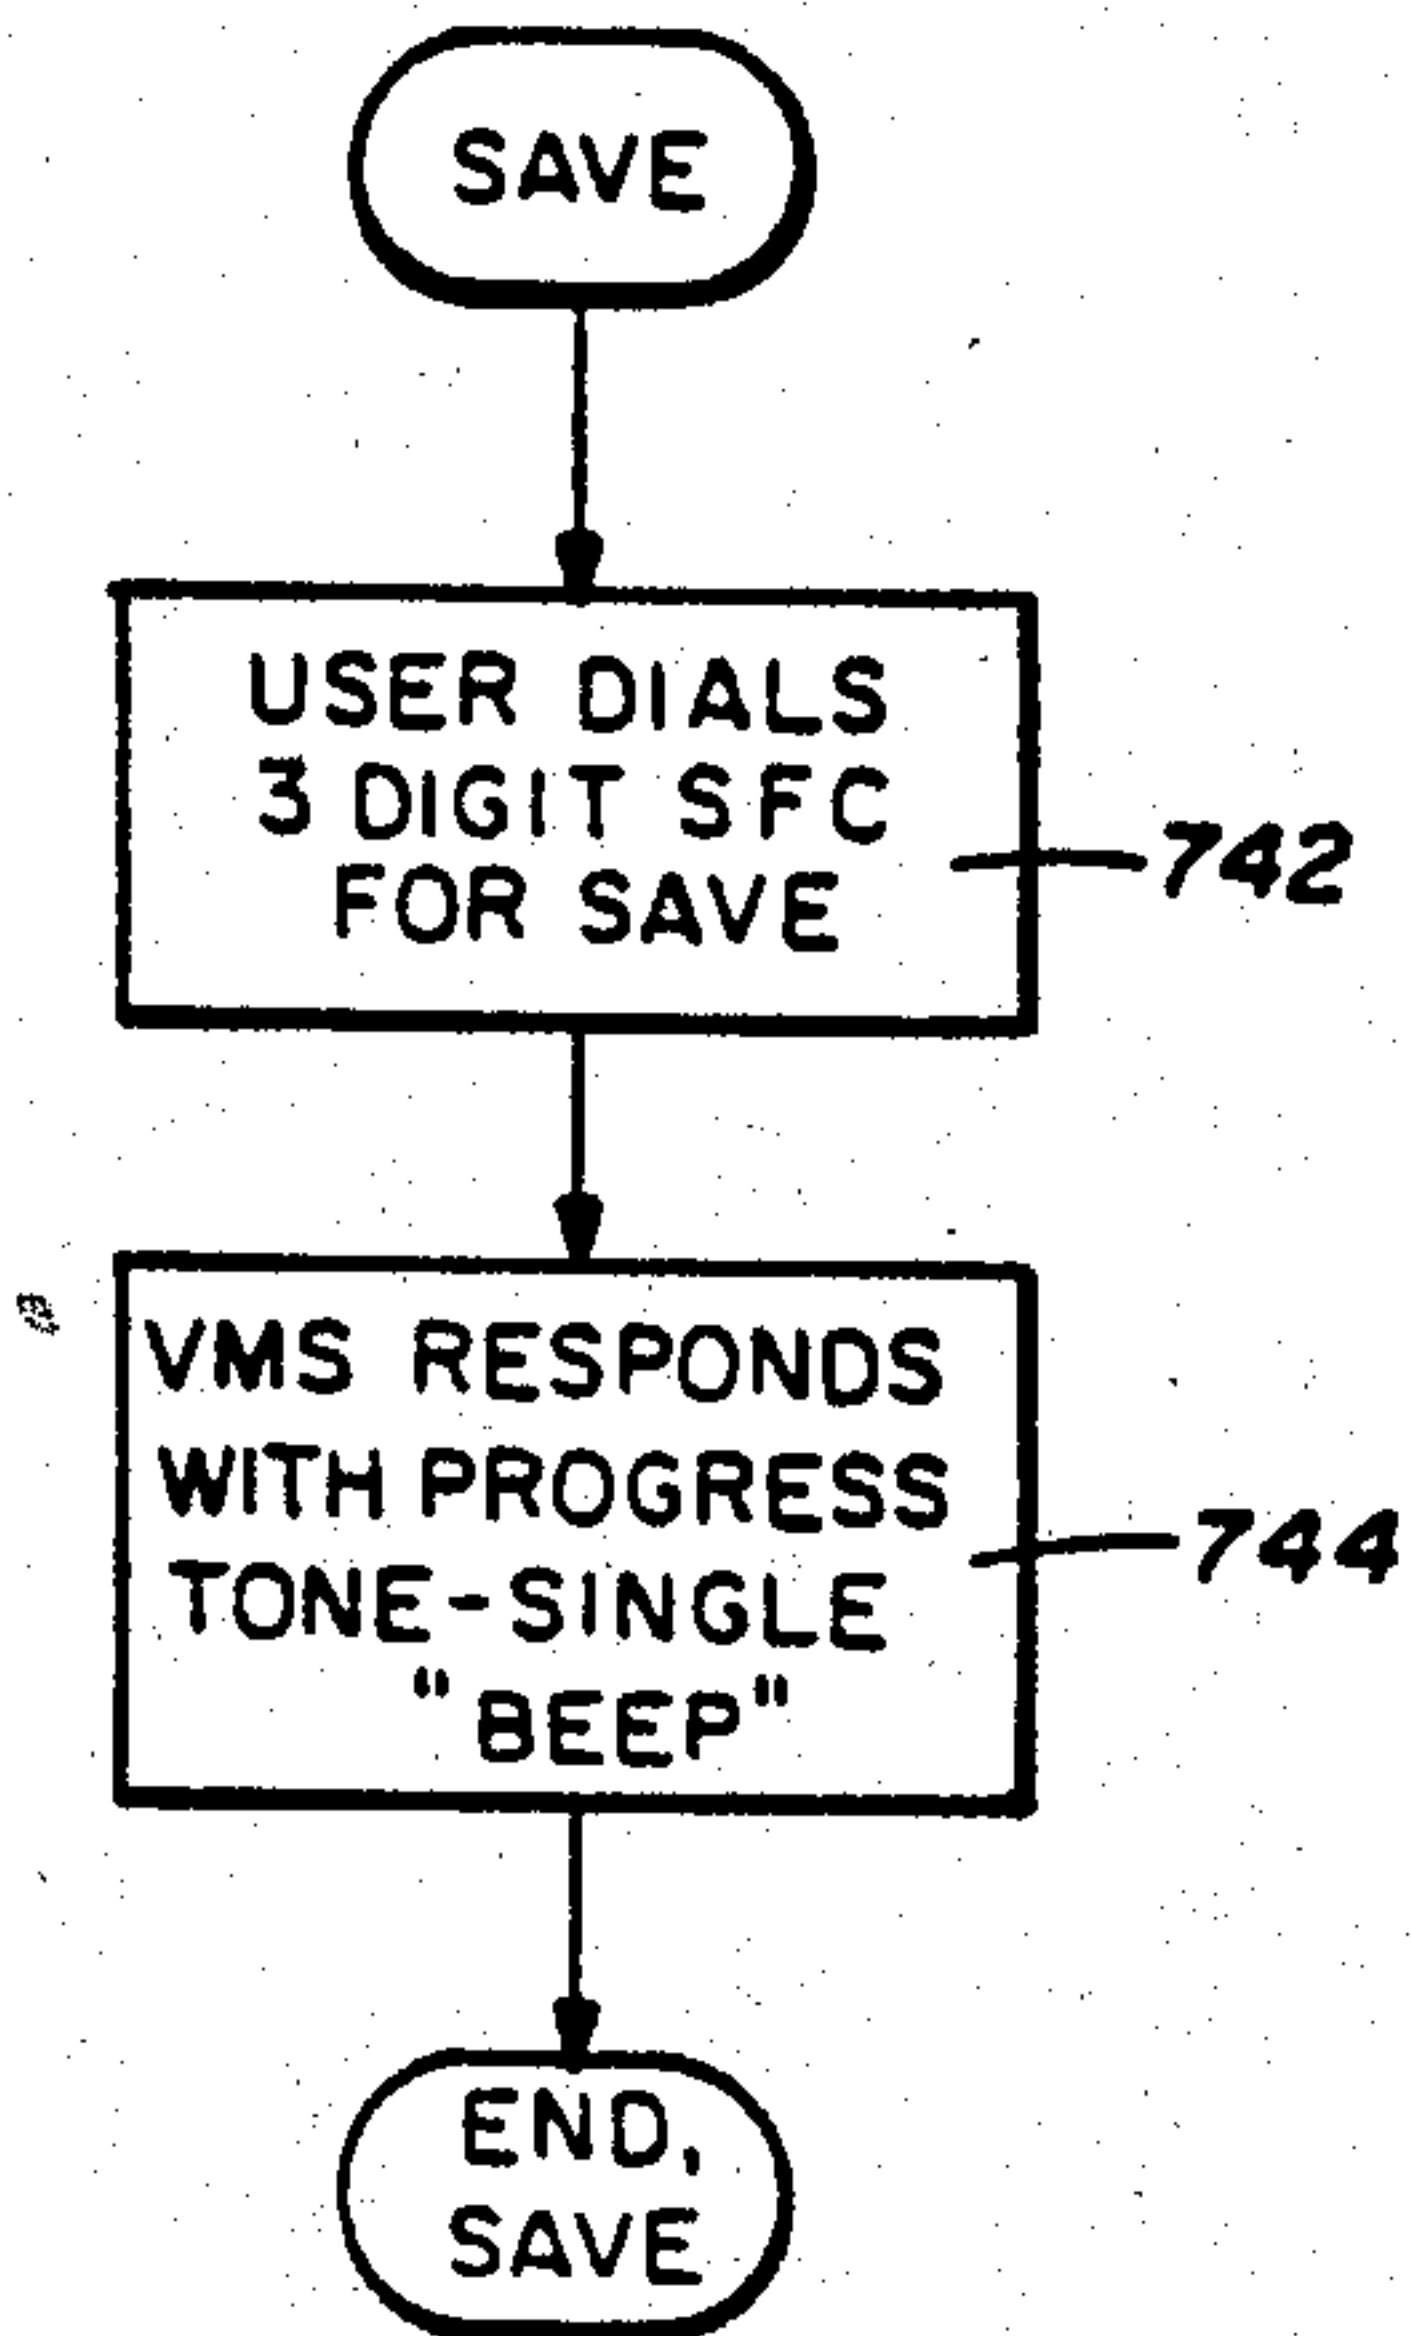 SAVE
USER DIALS
3 DIGIT SFC
FOR SAVE
742
VMS RESPONDS
WITH PROGRESS
TONE-SINGLE
"BEEP"
744
END,
SAVE